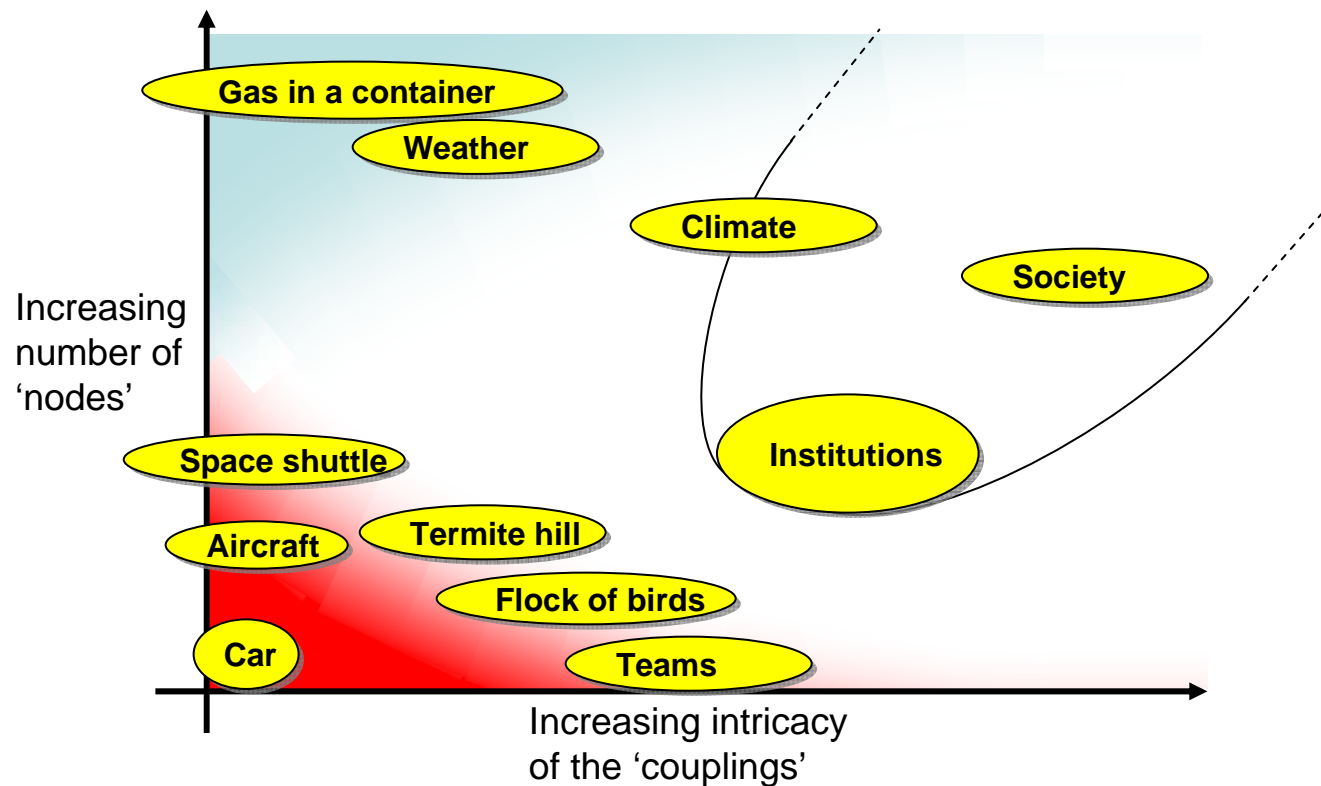 Gas in a container
Weather
Climate
Society
Increasing
number of
‘nodes’
Institutions
Space shuttle
Termite hill
Aircraft
Flock of birds
Car
Teams
Increasing intricacy
of the ‘couplings’